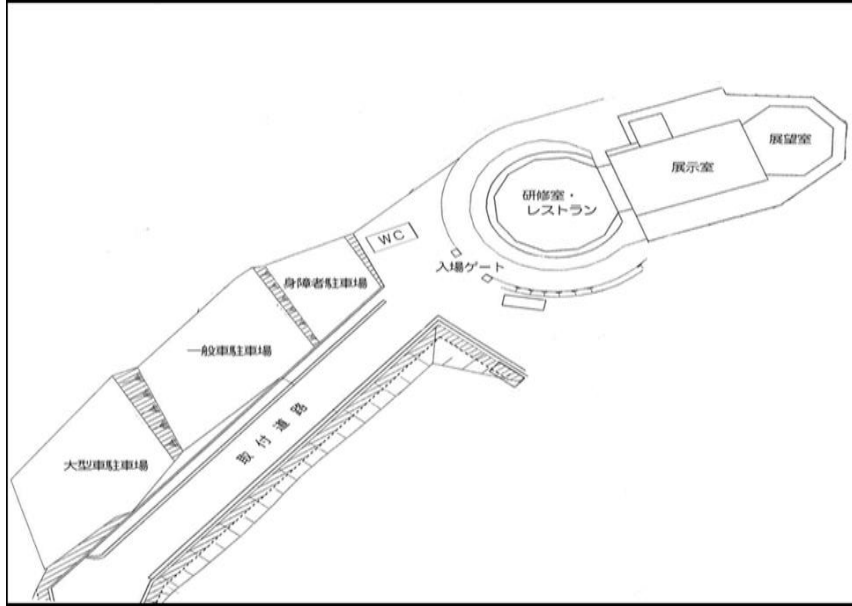 展望室
展示室
研修室・
レストラン
WC
入場ゲート
身障者駐車場
一般車駐車場
取付道路
大型車駐車場